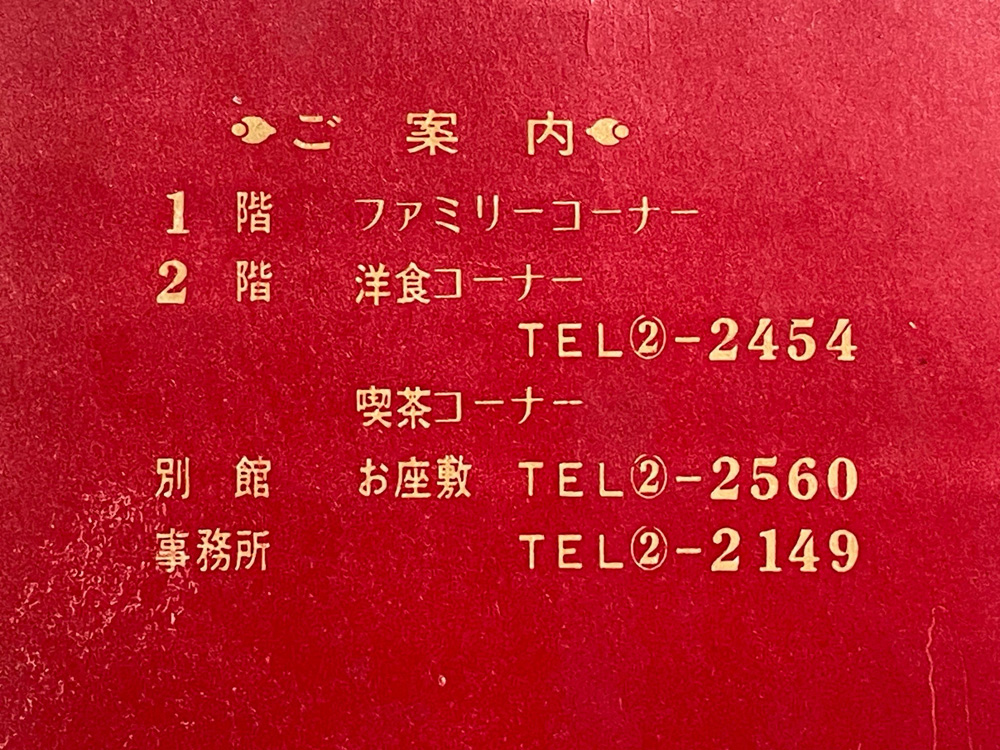 ご案内
1階 ファミリーコーナー
2階 洋食コーナー
TEL②-2454
喫茶コーナー
別館 お座敷 TEL②-2560
事務所 TEL②-2149